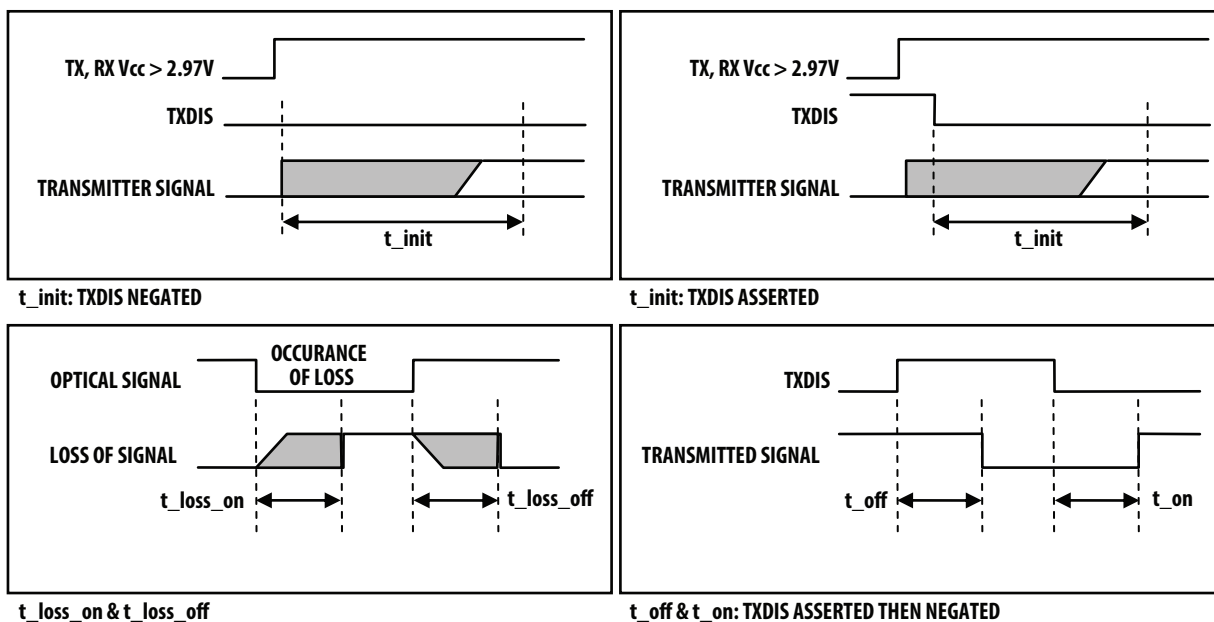 TX, RX Vcc > 2.97V
TXDIS
TRANSMITTER SIGNAL
t_init
t_init: TXDIS NEGATED
TX, RX Vcc > 2.97V
TXDIS
TRANSMITTER SIGNAL
t_init
t_init: TXDIS ASSERTED
OCCURANCE
OF LOSS
OPTICAL SIGNAL
LOSS OF SIGNAL
t_loss_on
t_loss_off
t_loss_on & t_loss_off
TXDIS
TRANSMITTED SIGNAL
t_off
t_on
t_off & t_on: TXDIS ASSERTED THEN NEGATED